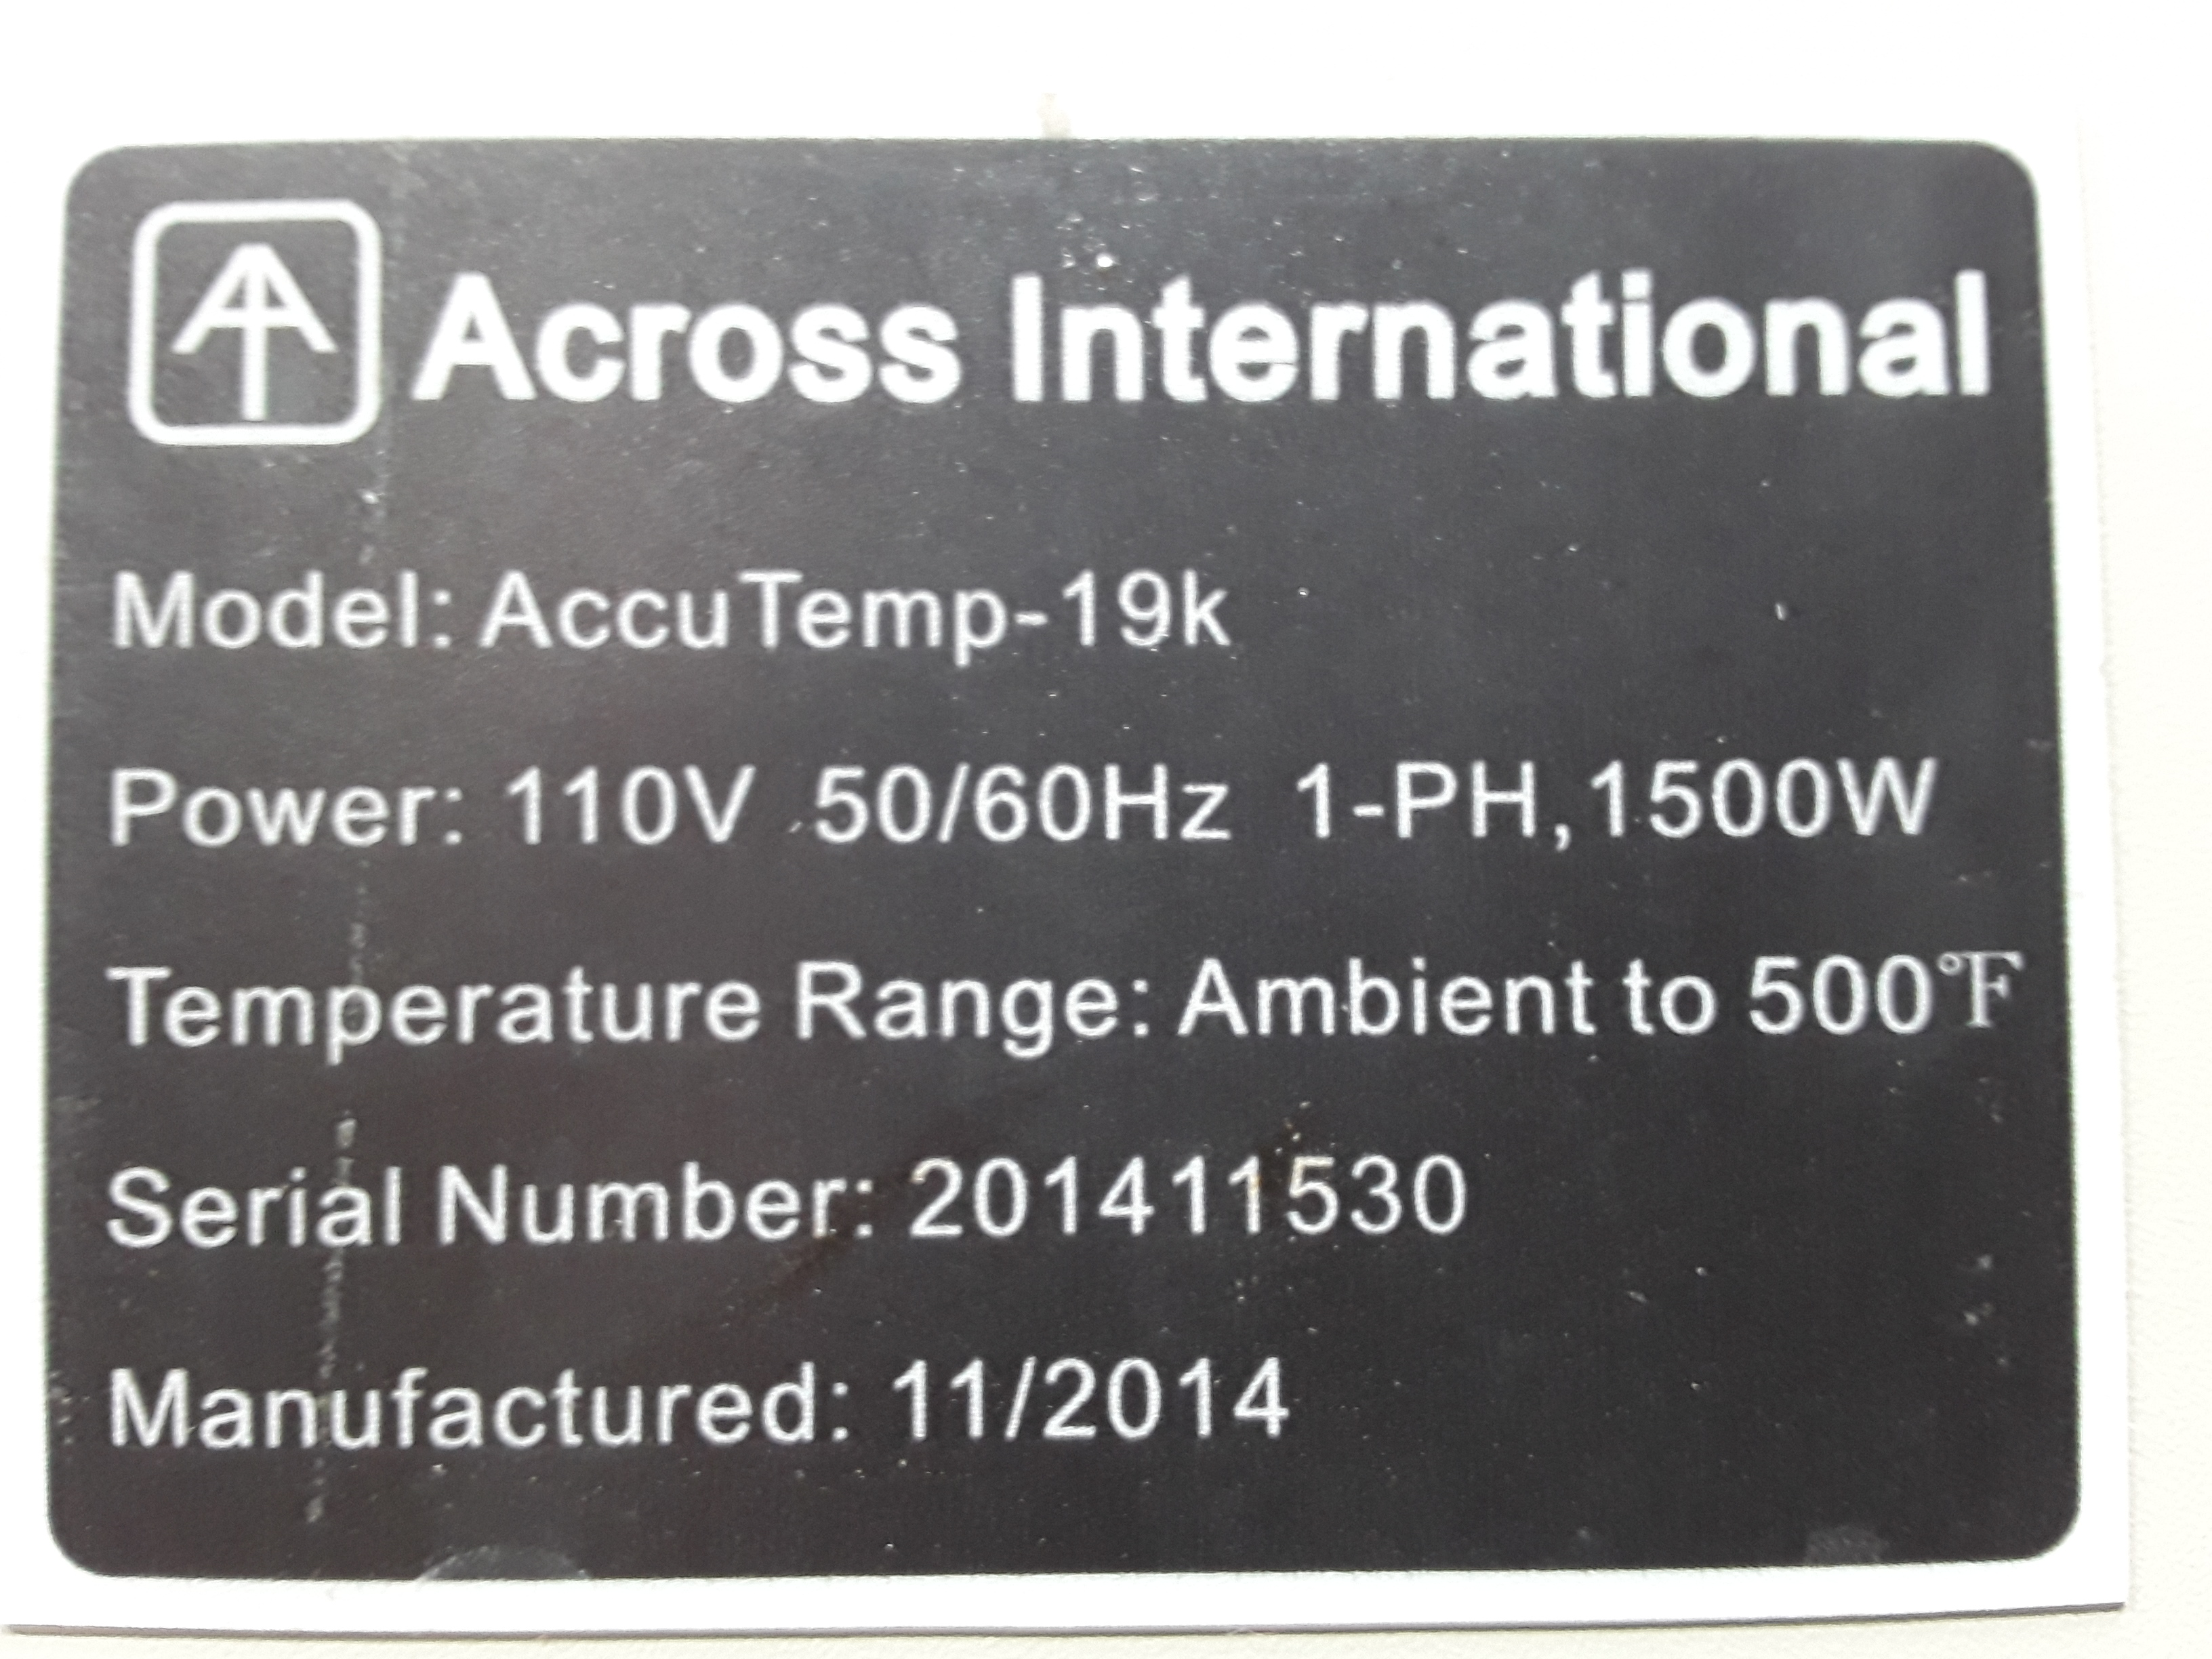 Across International
Model: AccuTemp-19k
Power: 110V 50/60Hz 1-PH,1500W
Temperature Range: Ambient to 500℉
Serial Number: 201411530
Manufactured: 11/2014